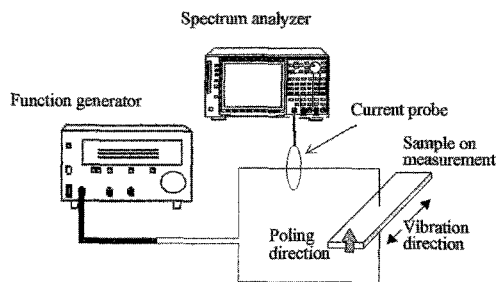 Spectrum analyzer
Function generator
Current probe
Sample on
measurement
Poling
direction
Vibration
direction